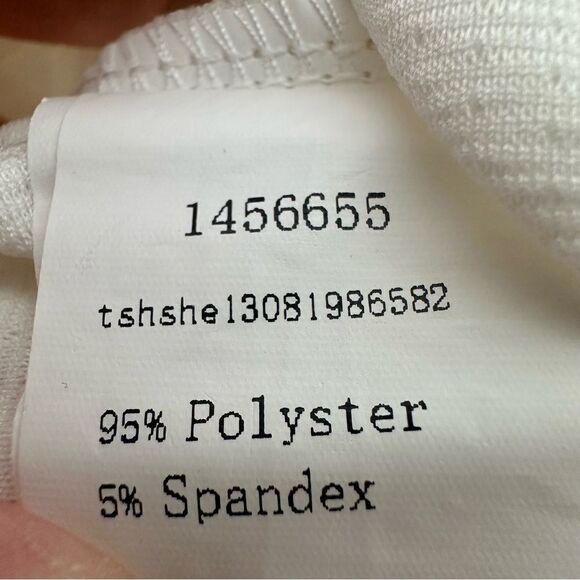 1456655
tshshe13081986582
95% Polyster
5% Spandex